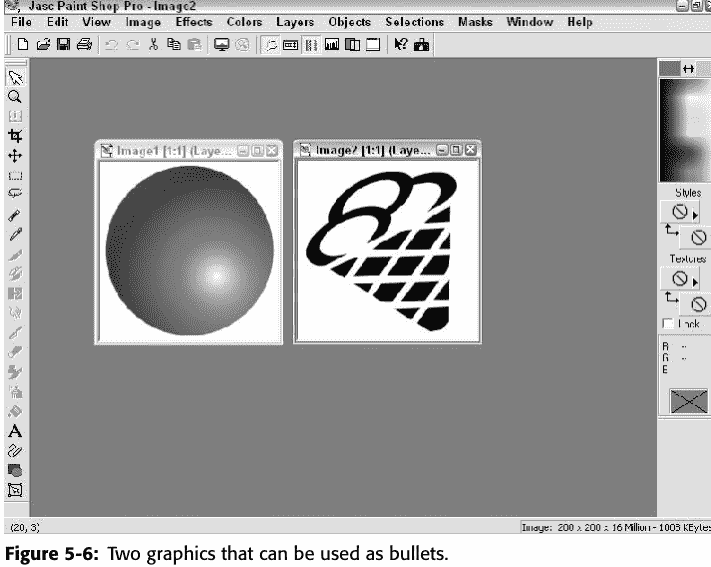 Jasc Paint Shop Pro - Image2
File Edit View Image Effects Colors Layers Objects Selections Masks Window Help
Image1 [1:1] (Laye...
Image2 [1:1] (Laye...
Styles
Textures
Lock
R: --
G: --
A
(20, 3)
Image: 200 x 200 x 16 Million - 1008 KBytes
Figure 5-6: Two graphics that can be used as bullets.